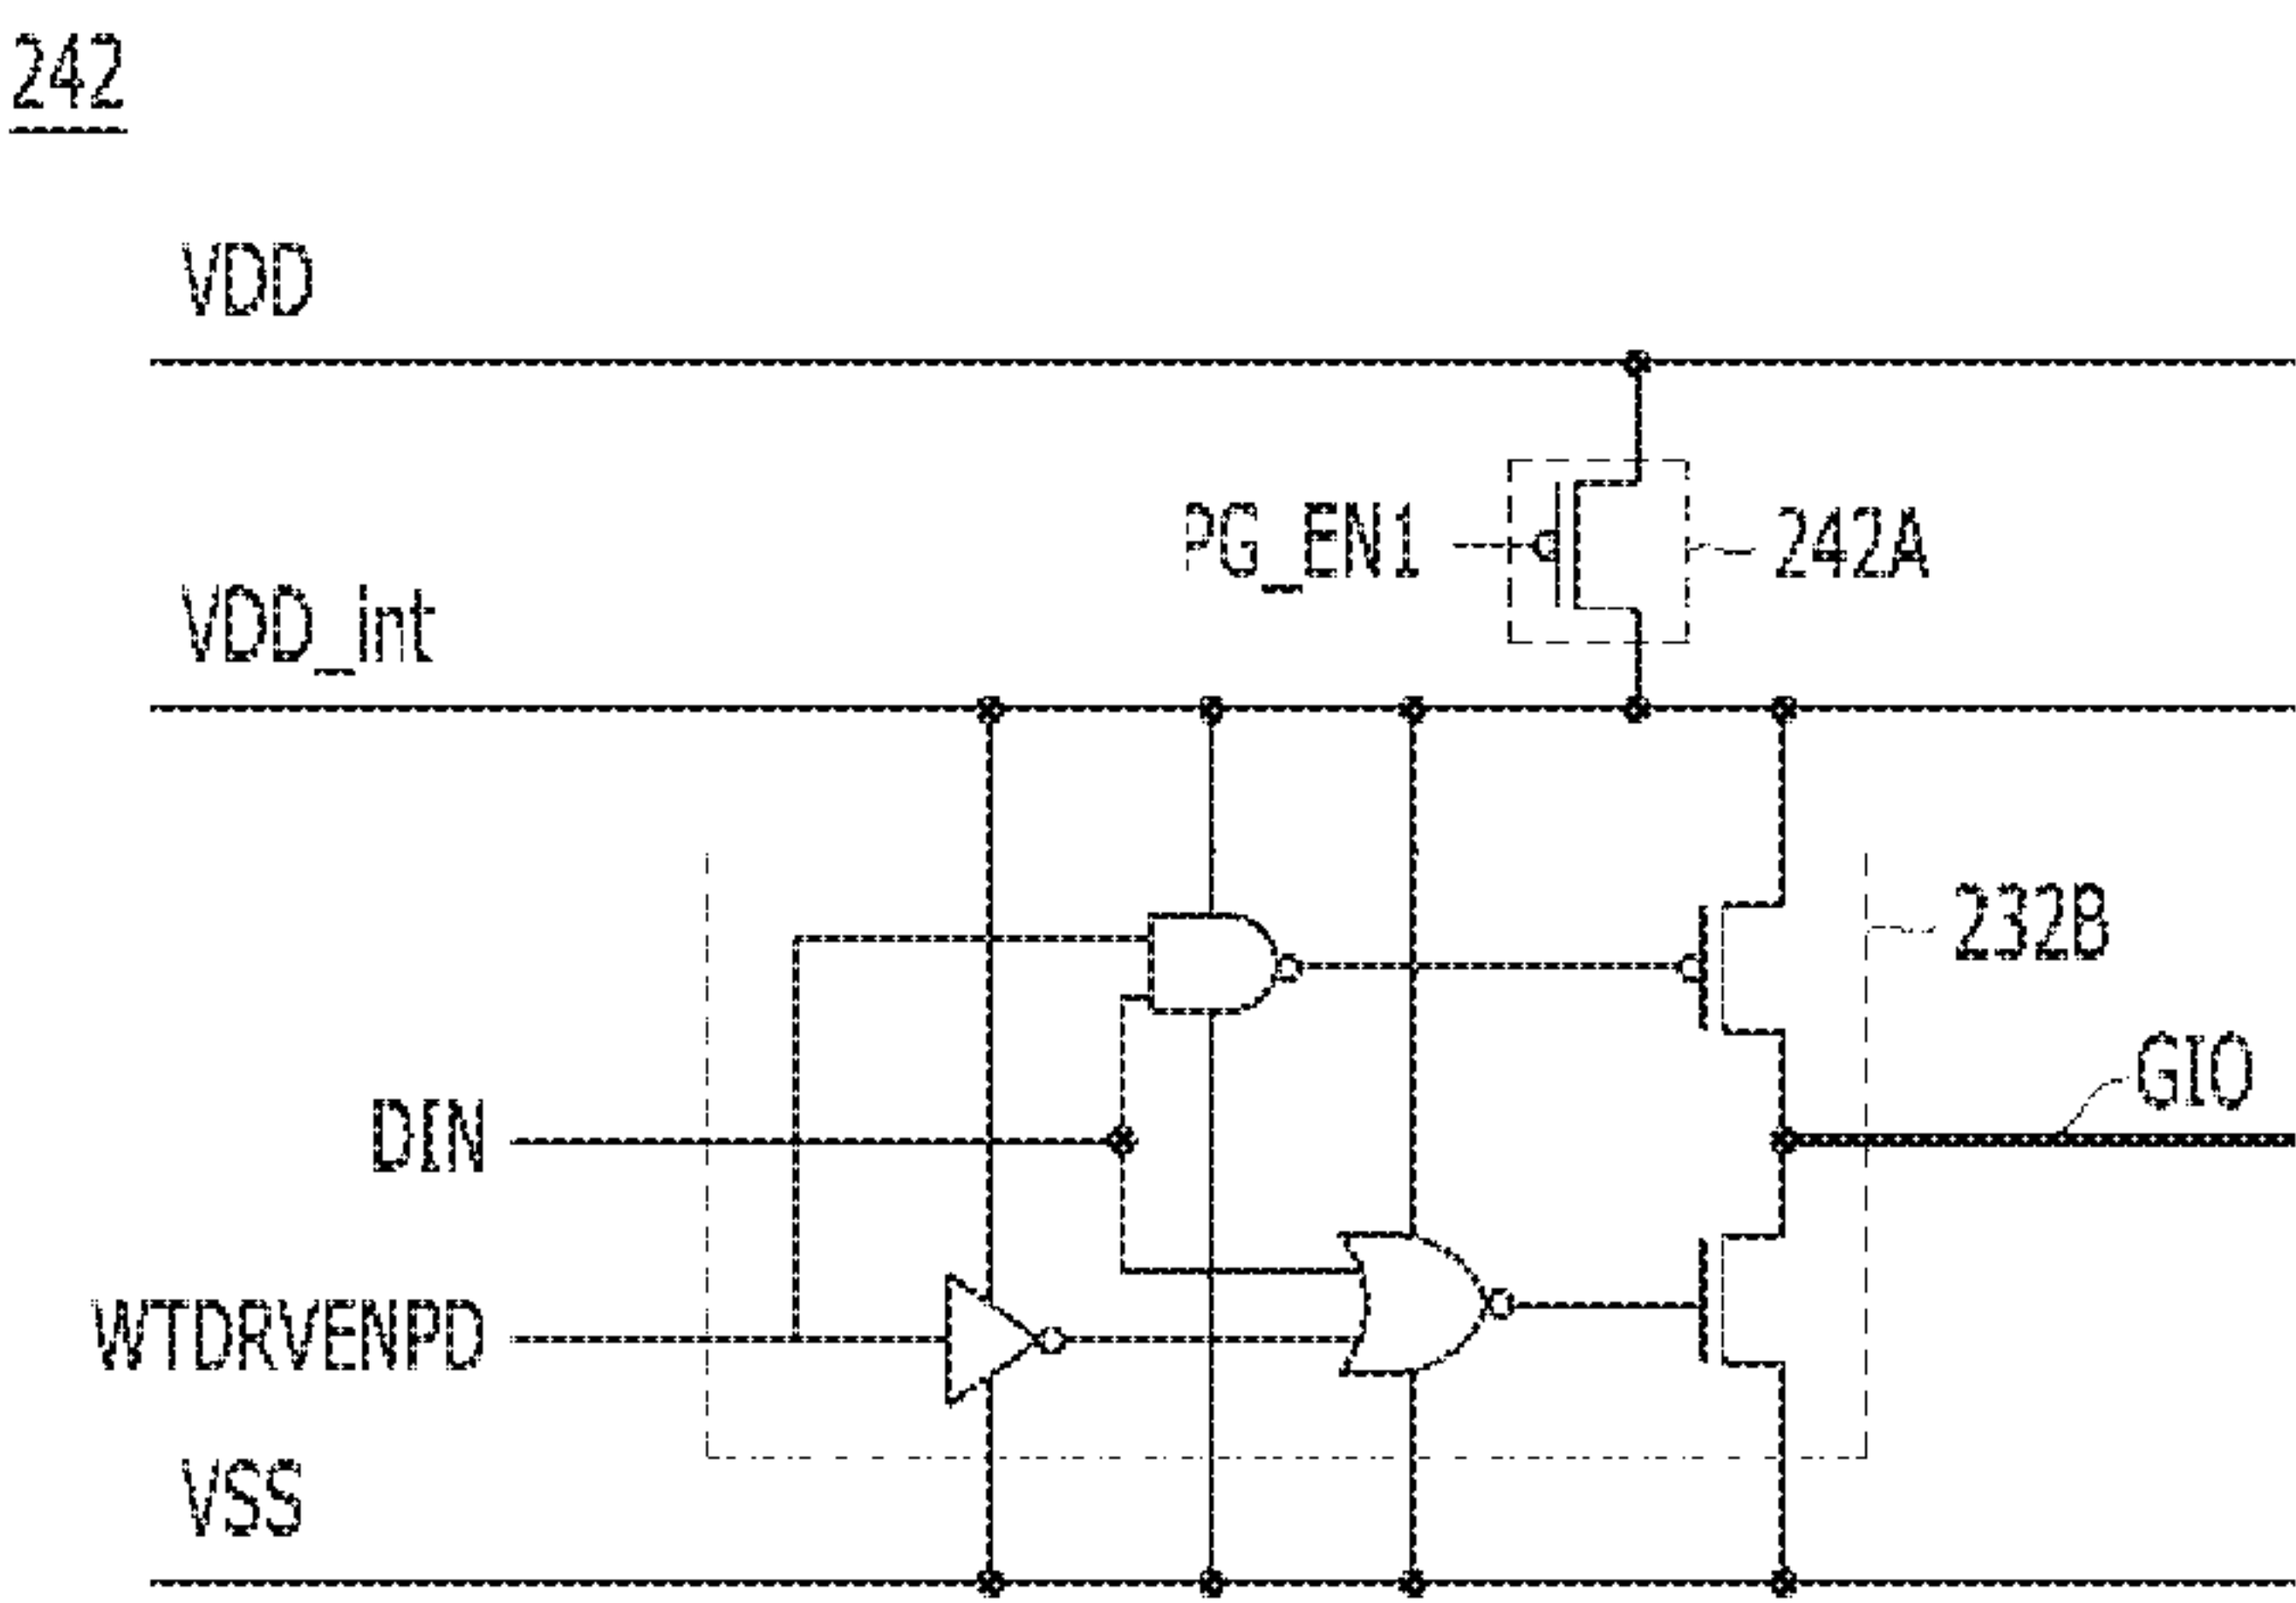 242
VDD
PG_EN1
242A
VDD_int
232B
GIO
DIN
WTDRVENPD
VSS